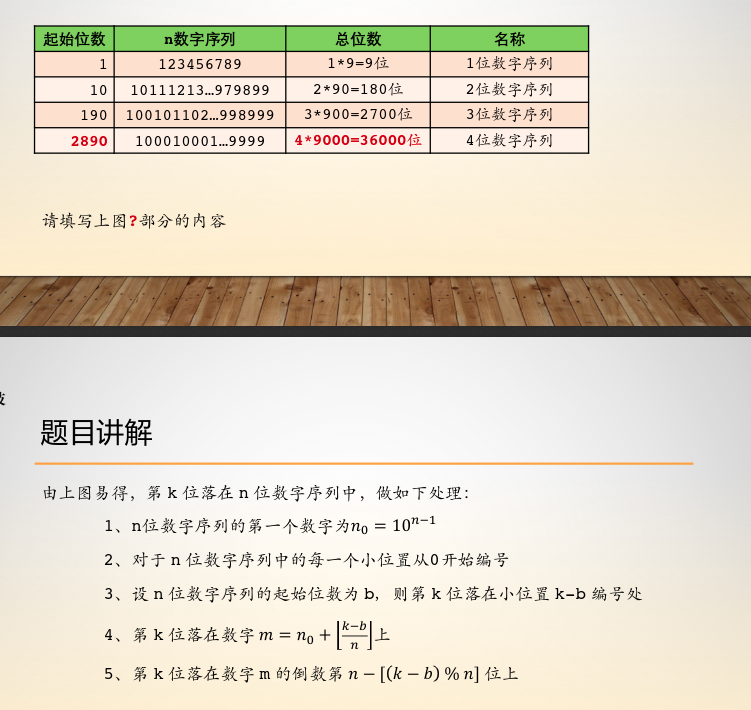 起始位数 n数字序列 总位数 名称
1 123456789 1*9=9位 1位数字序列
10 10111213…979899 2*90=180位 2位数字序列
190 100101102…998999 3*900=2700位 3位数字序列
2890 100010001…9999 4*9000=36000位 4位数字序列
请填写上图?部分的内容
题目讲解
由上图易得，第 k 位落在 n 位数字序列中，做如下处理：
1、n位数字序列的第一个数字为n₀ = 10ⁿ⁻¹
2、对于 n 位数字序列中的每一个小位置从0开始编号
3、设 n 位数字序列的起始位数为 b，则第 k 位落在小位置 k-b 编号处
4、第 k 位落在数字 m = n₀ + ⌊(k−b)/n⌋上
5、第 k 位落在数字 m 的倒数第 n − [(k − b) % n] 位上